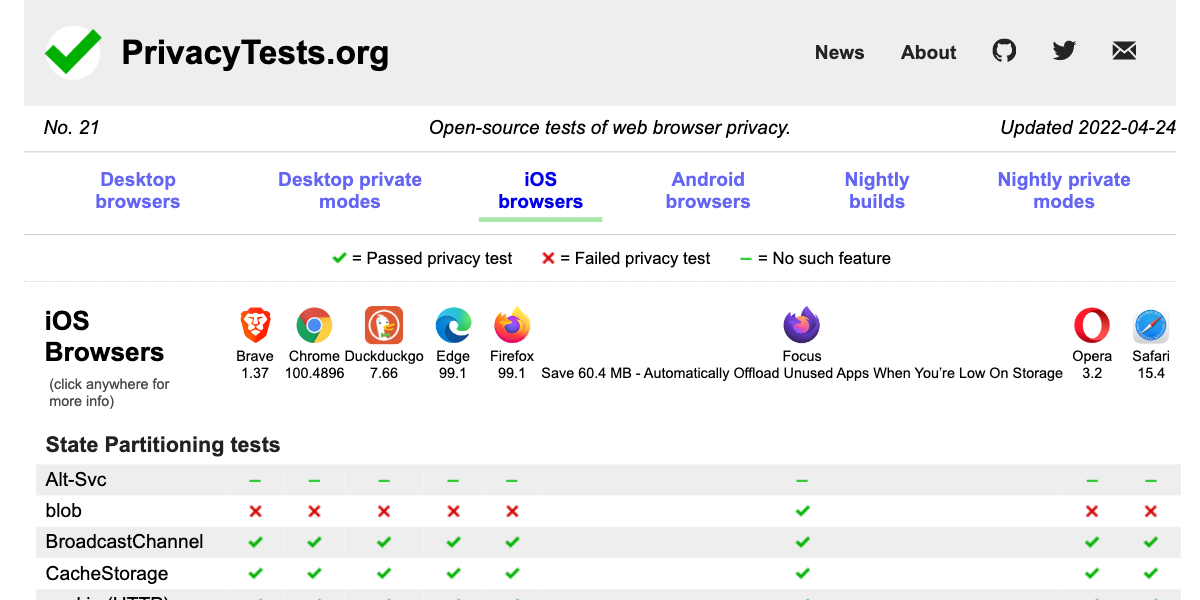 PrivacyTests.org
News About
No. 21 Open-source tests of web browser privacy. Updated 2022-04-24
Desktop browsers
Desktop private modes
iOS browsers
Android browsers
Nightly builds
Nightly private modes
= Passed privacy test = Failed privacy test = No such feature
iOS
Browsers
(click anywhere for
more info)
Brave Chrome Duckduckgo Edge Firefox Focus Opera Safari
1.37 100.4896 7.66 99.1 99.1 Save 60.4 MB - Automatically Offload Unused Apps When You’re Low On Storage 3.2 15.4
State Partitioning tests
Alt-Svc
blob
BroadcastChannel
CacheStorage